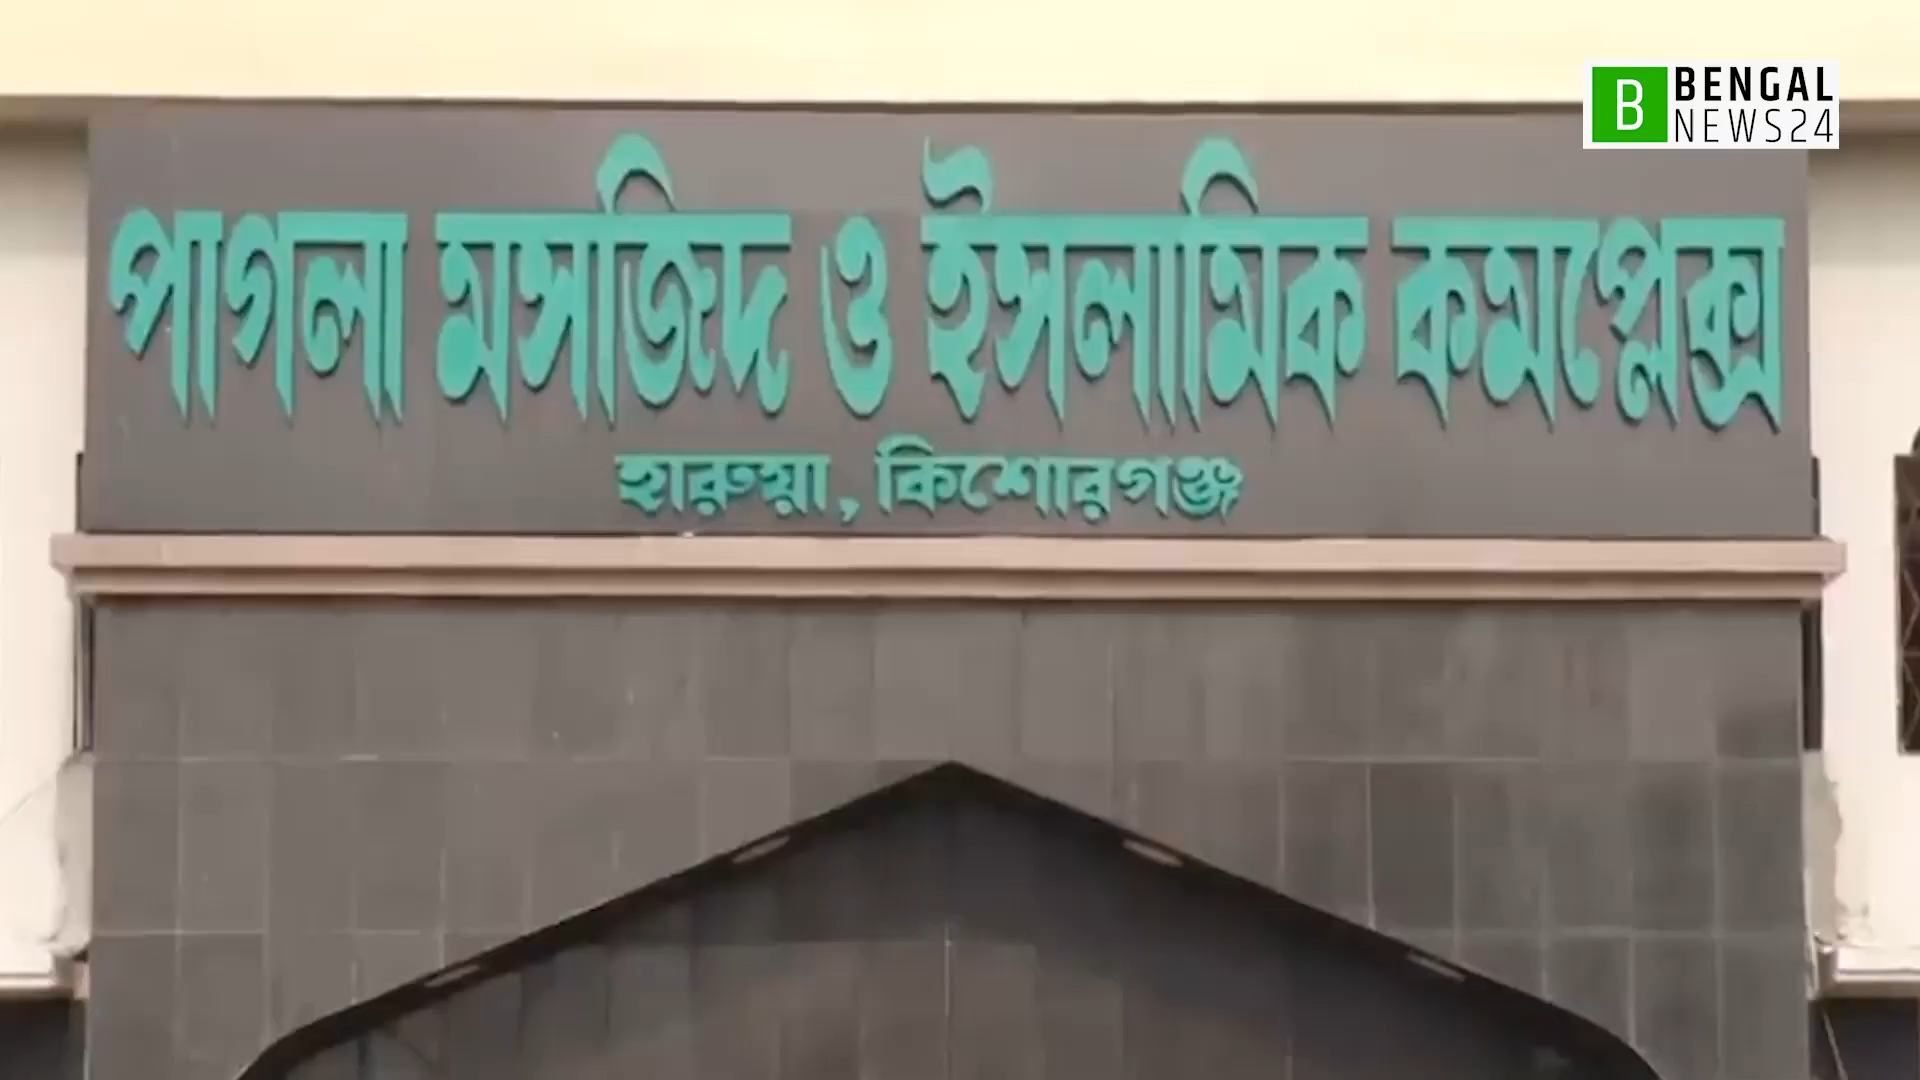 B BENGAL
NEWS24
পাগলা মসজিদ ও ইসলামিক কমপ্লেক্স
হারুয়া, কিশোরগঞ্জ